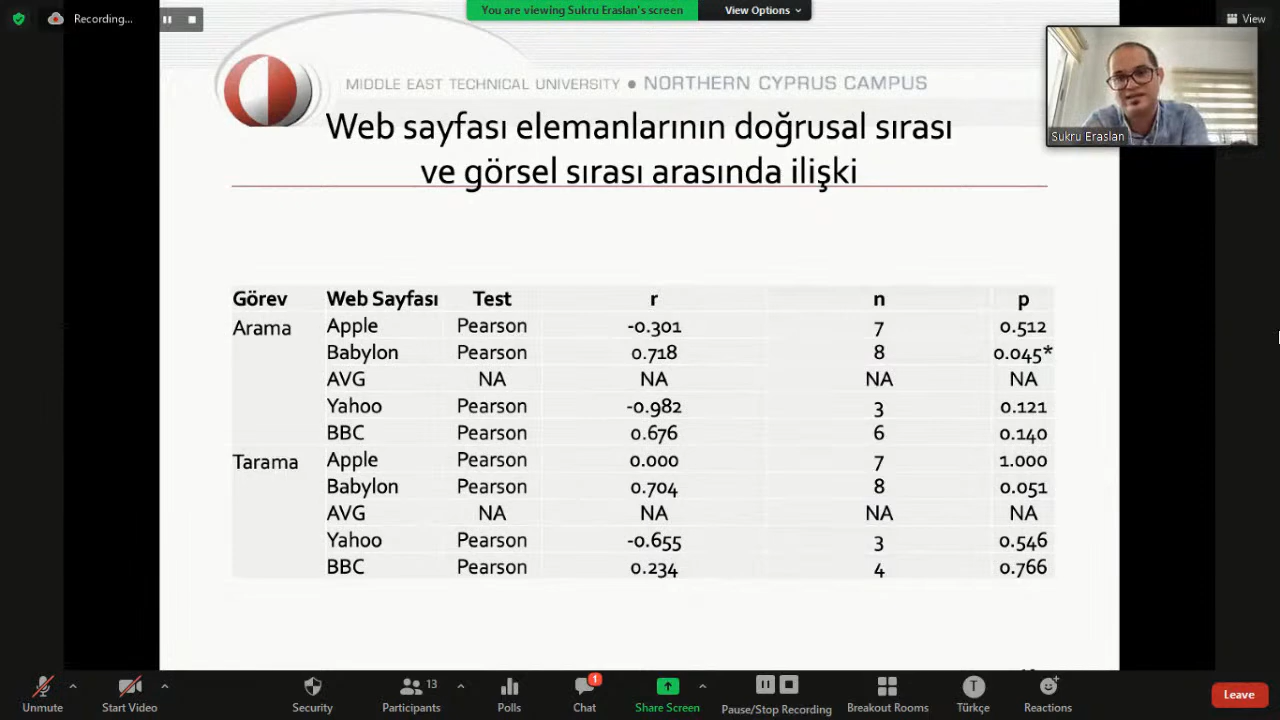 Recording...
You are viewing Sukru Eraslan's screen
View Options
View
MIDDLE EAST TECHNICAL UNIVERSITY ● NORTHERN CYPRUS CAMPUS
Sukru Eraslan
Web sayfası elemanlarının doğrusal sırası
ve görsel sırası arasında ilişki
Görev Web Sayfası Test r n p
Arama Apple Pearson -0.301 7 0.512
Babylon Pearson 0.718 8 0.045*
AVG NA NA NA NA
Yahoo Pearson -0.982 3 0.121
BBC Pearson 0.676 6 0.140
Tarama Apple Pearson 0.000 7 1.000
Babylon Pearson 0.704 8 0.051
AVG NA NA NA NA
Yahoo Pearson -0.655 3 0.546
BBC Pearson 0.234 4 0.766
Unmute
Start Video
Security
13
Participants
Polls
1
Chat
Share Screen
Pause/Stop Recording
Breakout Rooms
T
Türkçe
Reactions
Leave